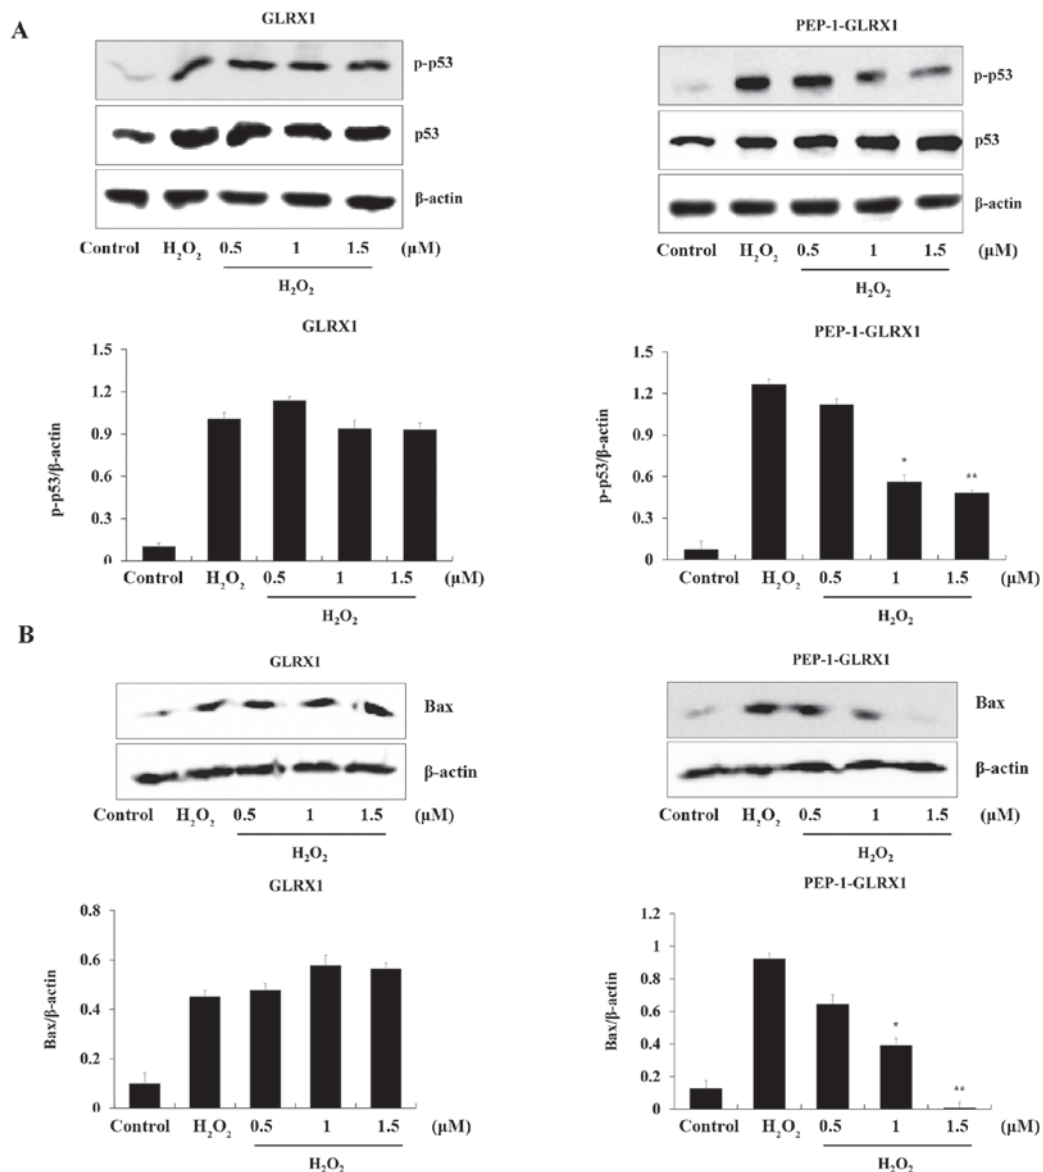 A
GLRX1
p-p53
p53
β-actin
Control H₂O₂ 0.5 1 1.5 (μM)
H₂O₂
PEP-1-GLRX1
p-p53
p53
β-actin
Control H₂O₂ 0.5 1 1.5 (μM)
H₂O₂
GLRX1
1.5
1.2
0.9
0.6
0.3
0
p-p53/β-actin
Control H₂O₂ 0.5 1 1.5 (μM)
H₂O₂
PEP-1-GLRX1
1.5
1.2
0.9
0.6
0.3
0
p-p53/β-actin
*
**
Control H₂O₂ 0.5 1 1.5 (μM)
H₂O₂
B
GLRX1
Bax
β-actin
Control H₂O₂ 0.5 1 1.5 (μM)
H₂O₂
PEP-1-GLRX1
Bax
β-actin
Control H₂O₂ 0.5 1 1.5 (μM)
H₂O₂
GLRX1
0.8
0.6
0.4
0.2
0
Bax/β-actin
Control H₂O₂ 0.5 1 1.5 (μM)
H₂O₂
PEP-1-GLRX1
1.2
1
0.8
0.6
0.4
0.2
0
Bax/β-actin
*
**
Control H₂O₂ 0.5 1 1.5 (μM)
H₂O₂